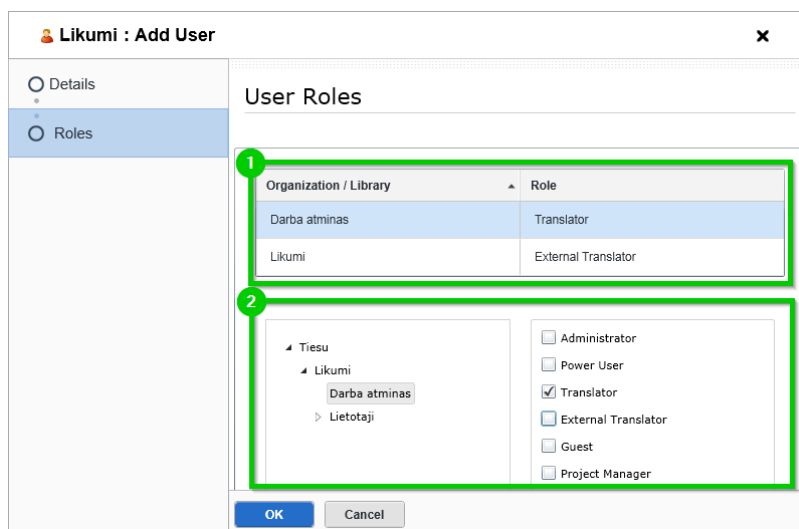 Likumi : Add User
Details
Roles
User Roles
1
Organization / Library Role
Darba atminas Translator
Likumi External Translator
2
Tiesu
Likumi
Darba atminas
Lietotaji
Administrator
Power User
Translator
External Translator
Guest
Project Manager
OK Cancel